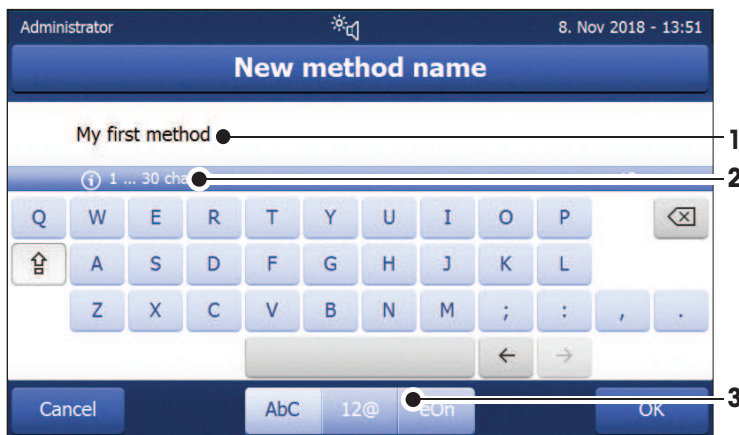 Administrator 8. Nov 2018 - 13:51
New method name
My first method 1
1 ... 30 2
Q W E R T Y U I O P
A S D F G H J K L
Z X C V B N M ; : , .
← →
Cancel AbC 12@ OK 3